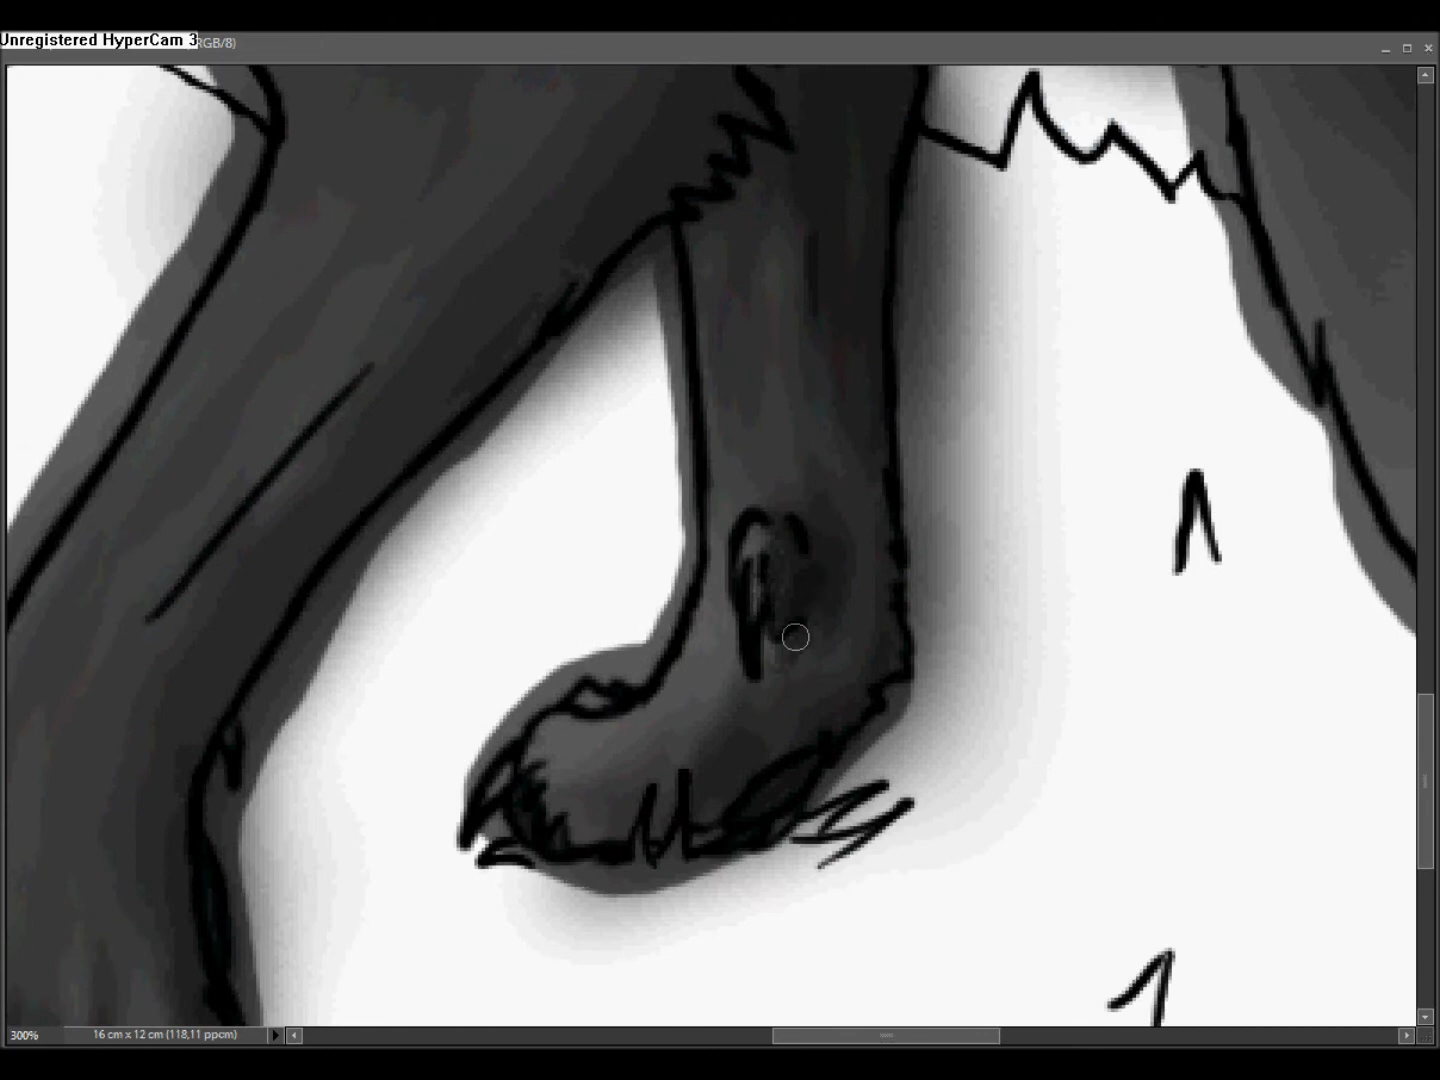 Unregistered HyperCam 3
RGB/8)
300%
16 cm x 12 cm (118,11 ppcm)